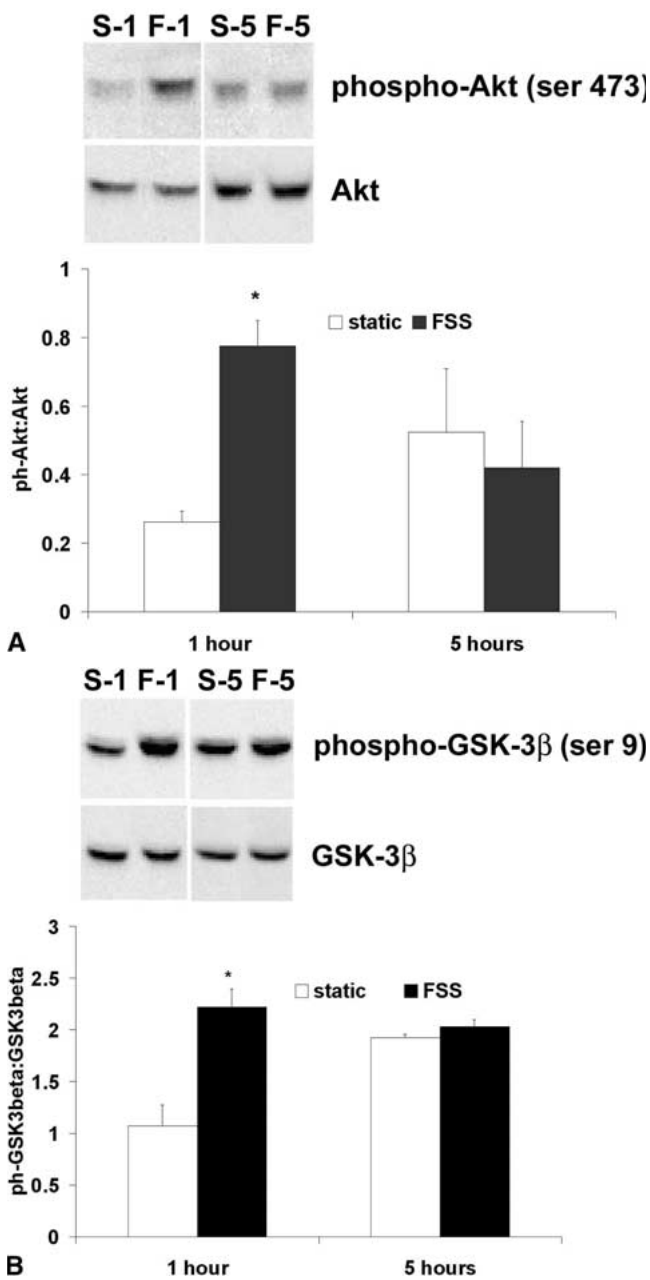 S-1 F-1 S-5 F-5
phospho-Akt (ser 473)
Akt
1
0.8
0.6
0.4
0.2
0
ph-Akt:Akt
*
static FSS
1 hour 5 hours
A
S-1 F-1 S-5 F-5
phospho-GSK-3β (ser 9)
GSK-3β
3
2.5
2
1.5
1
0.5
0
ph-GSK3beta:GSK3beta
*
static FSS
1 hour 5 hours
B